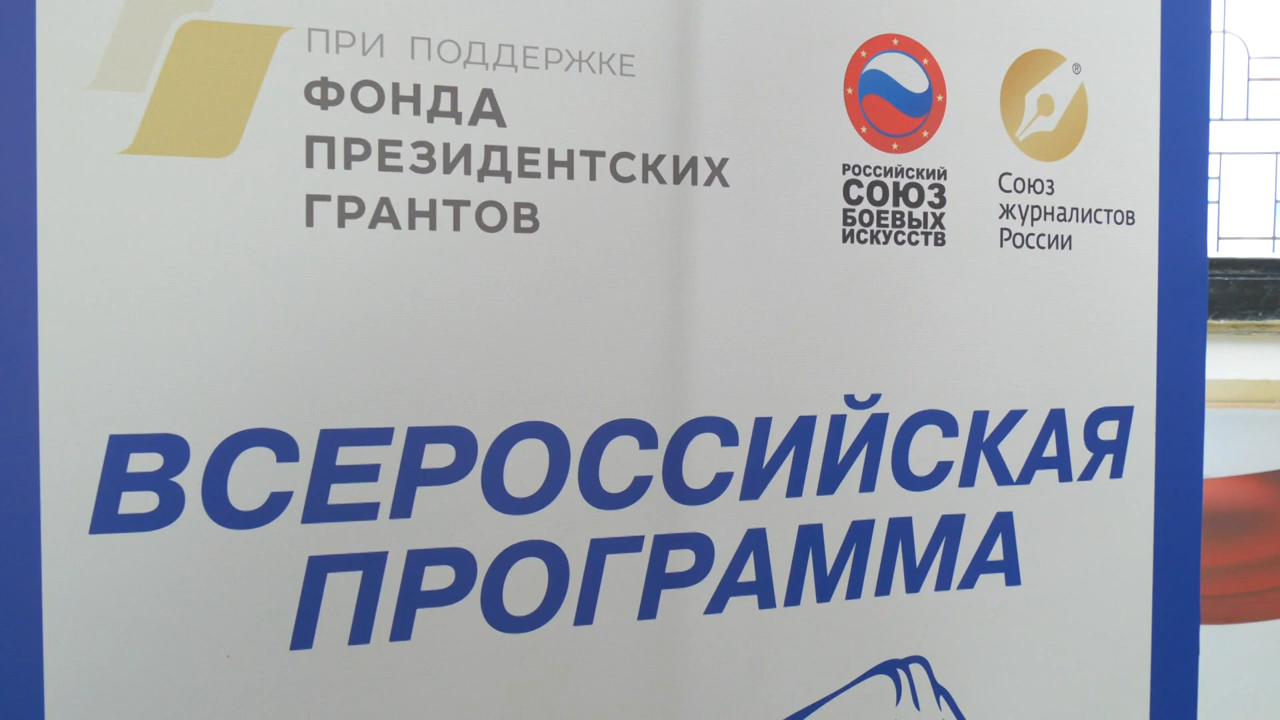 ПРИ ПОДДЕРЖКЕ
ФОНДА
ПРЕЗИДЕНТСКИХ
ГРАНТОВ
РОССИЙСКИЙ
СОЮЗ
БОЕВЫХ
ИСКУССТВ
®
Союз
журналистов
России
ВСЕРОССИЙСКАЯ
ПРОГРАММА